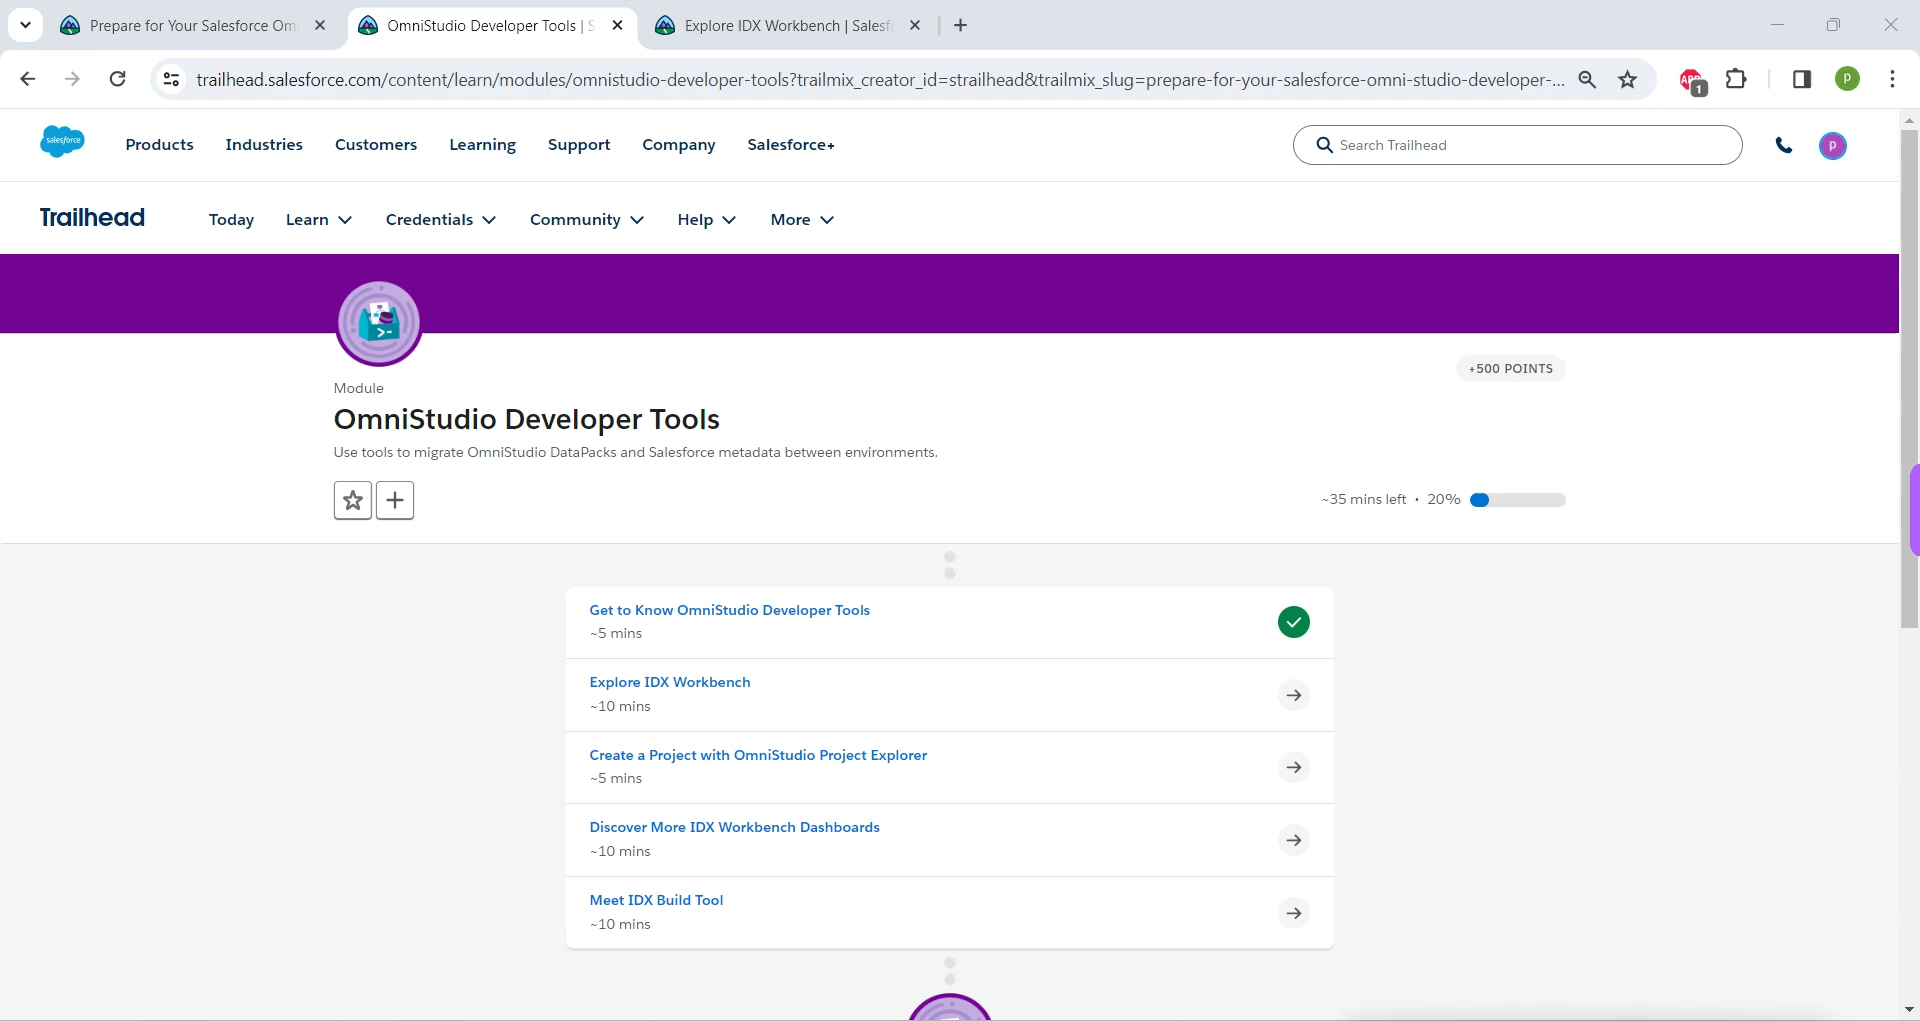 Prepare for Your Salesforce Om
OmniStudio Developer Tools | S
Explore IDX Workbench | Salesf
trailhead.salesforce.com/content/learn/modules/omnistudio-developer-tools?trailmix_creator_id=strailhead&trailmix_slug=prepare-for-your-salesforce-omni-studio-developer-...
1
P
salesforce
Products
Industries
Customers
Learning
Support
Company
Salesforce+
Search Trailhead
P
Trailhead
Today
Learn
Credentials
Community
Help
More
+500 POINTS
Module
OmniStudio Developer Tools
Use tools to migrate OmniStudio DataPacks and Salesforce metadata between environments.
~35 mins left • 20%
Get to Know OmniStudio Developer Tools
~5 mins
Explore IDX Workbench
~10 mins
Create a Project with OmniStudio Project Explorer
~5 mins
Discover More IDX Workbench Dashboards
~10 mins
Meet IDX Build Tool
~10 mins